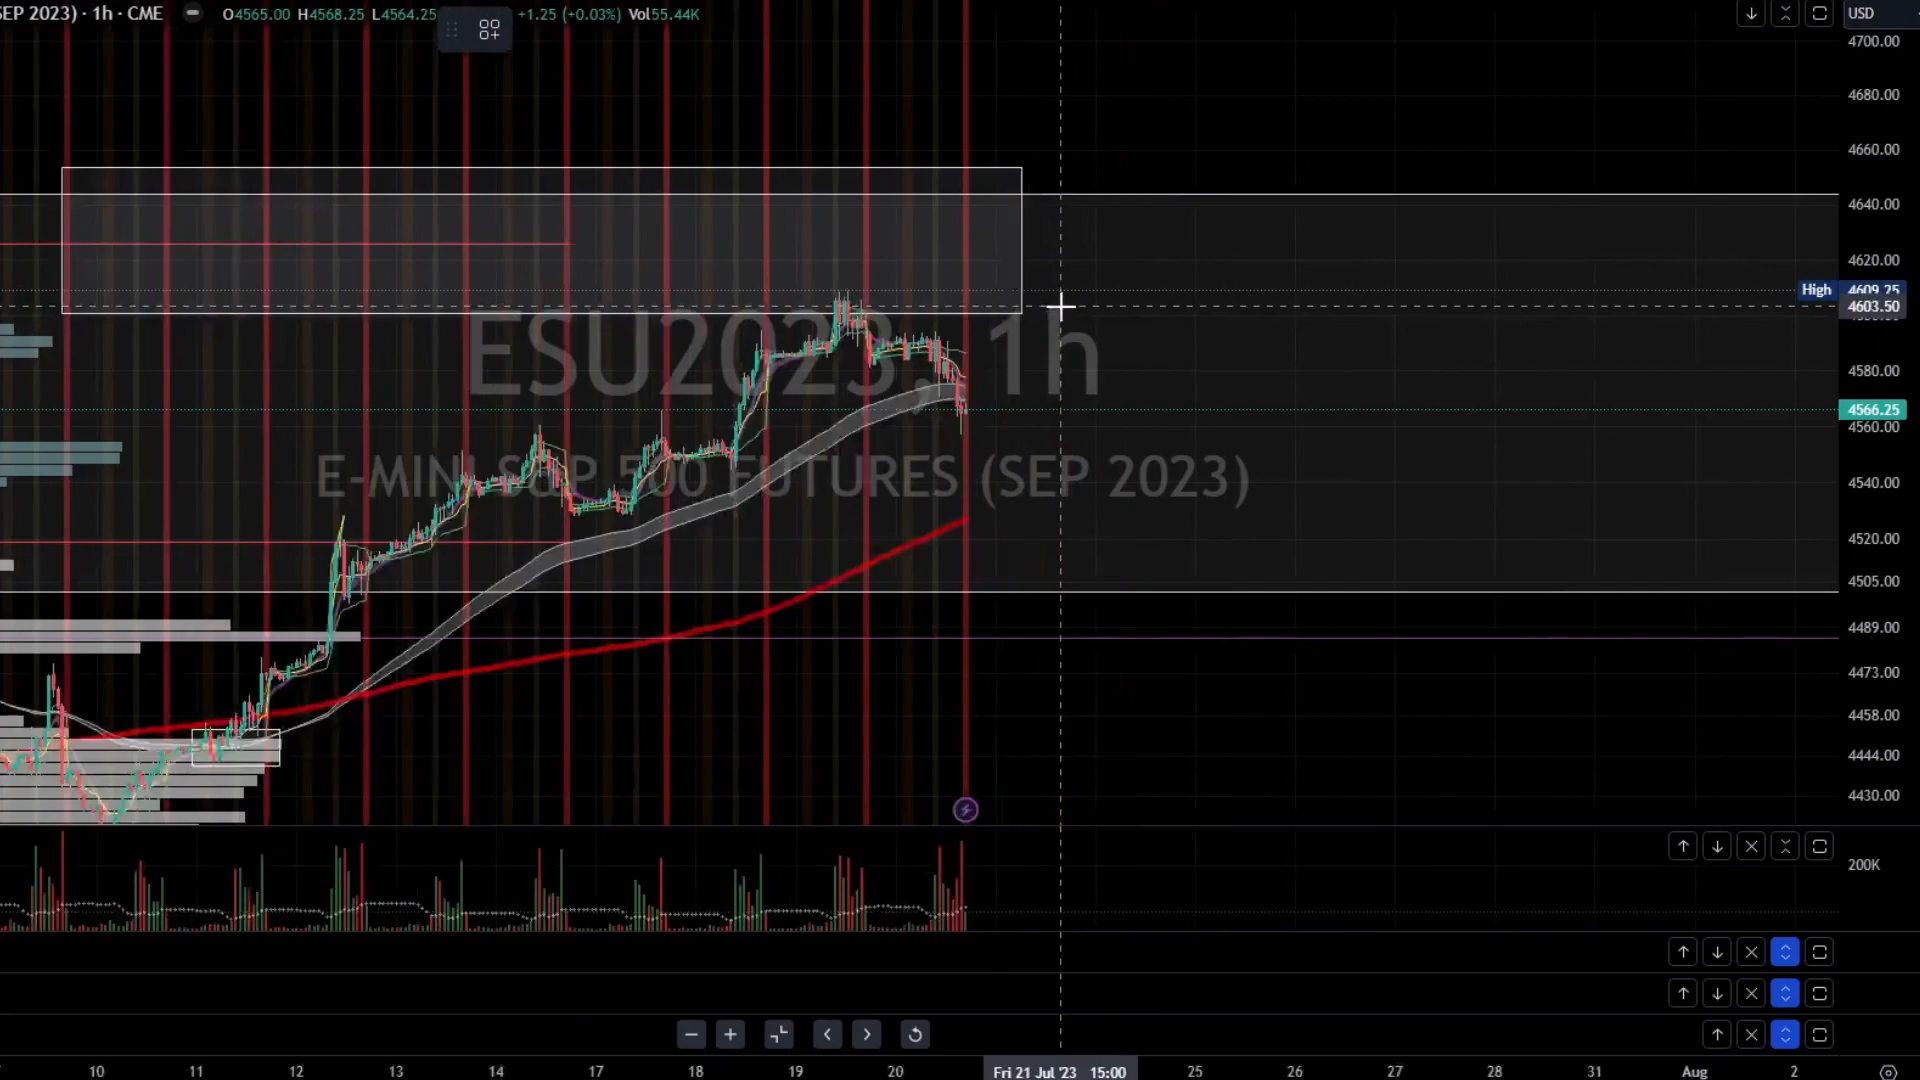 SEP 2023) · 1h · CME O4565.00 H4568.25 L4564.25 +1.25 (+0.03%) Vol55.44K
USD
4700.00
4680.00
4660.00
4640.00
4620.00
High 4609.25
4603.50
4580.00
4566.25
4560.00
4540.00
4520.00
4505.00
4489.00
4473.00
4458.00
4444.00
4430.00
ESU2023, 1h
E-MINI S&P 500 FUTURES (SEP 2023)
200K
10 11 12 13 14 17 18 19 20 Fri 21 Jul '23 15:00 25 26 27 28 31 Aug 2